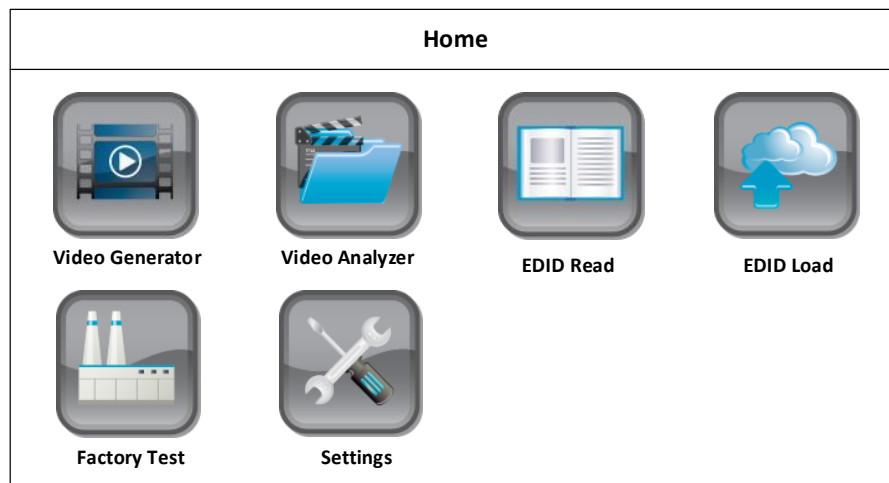 Home
Video Generator
Video Analyzer
EDID Read
EDID Load
Factory Test
Settings